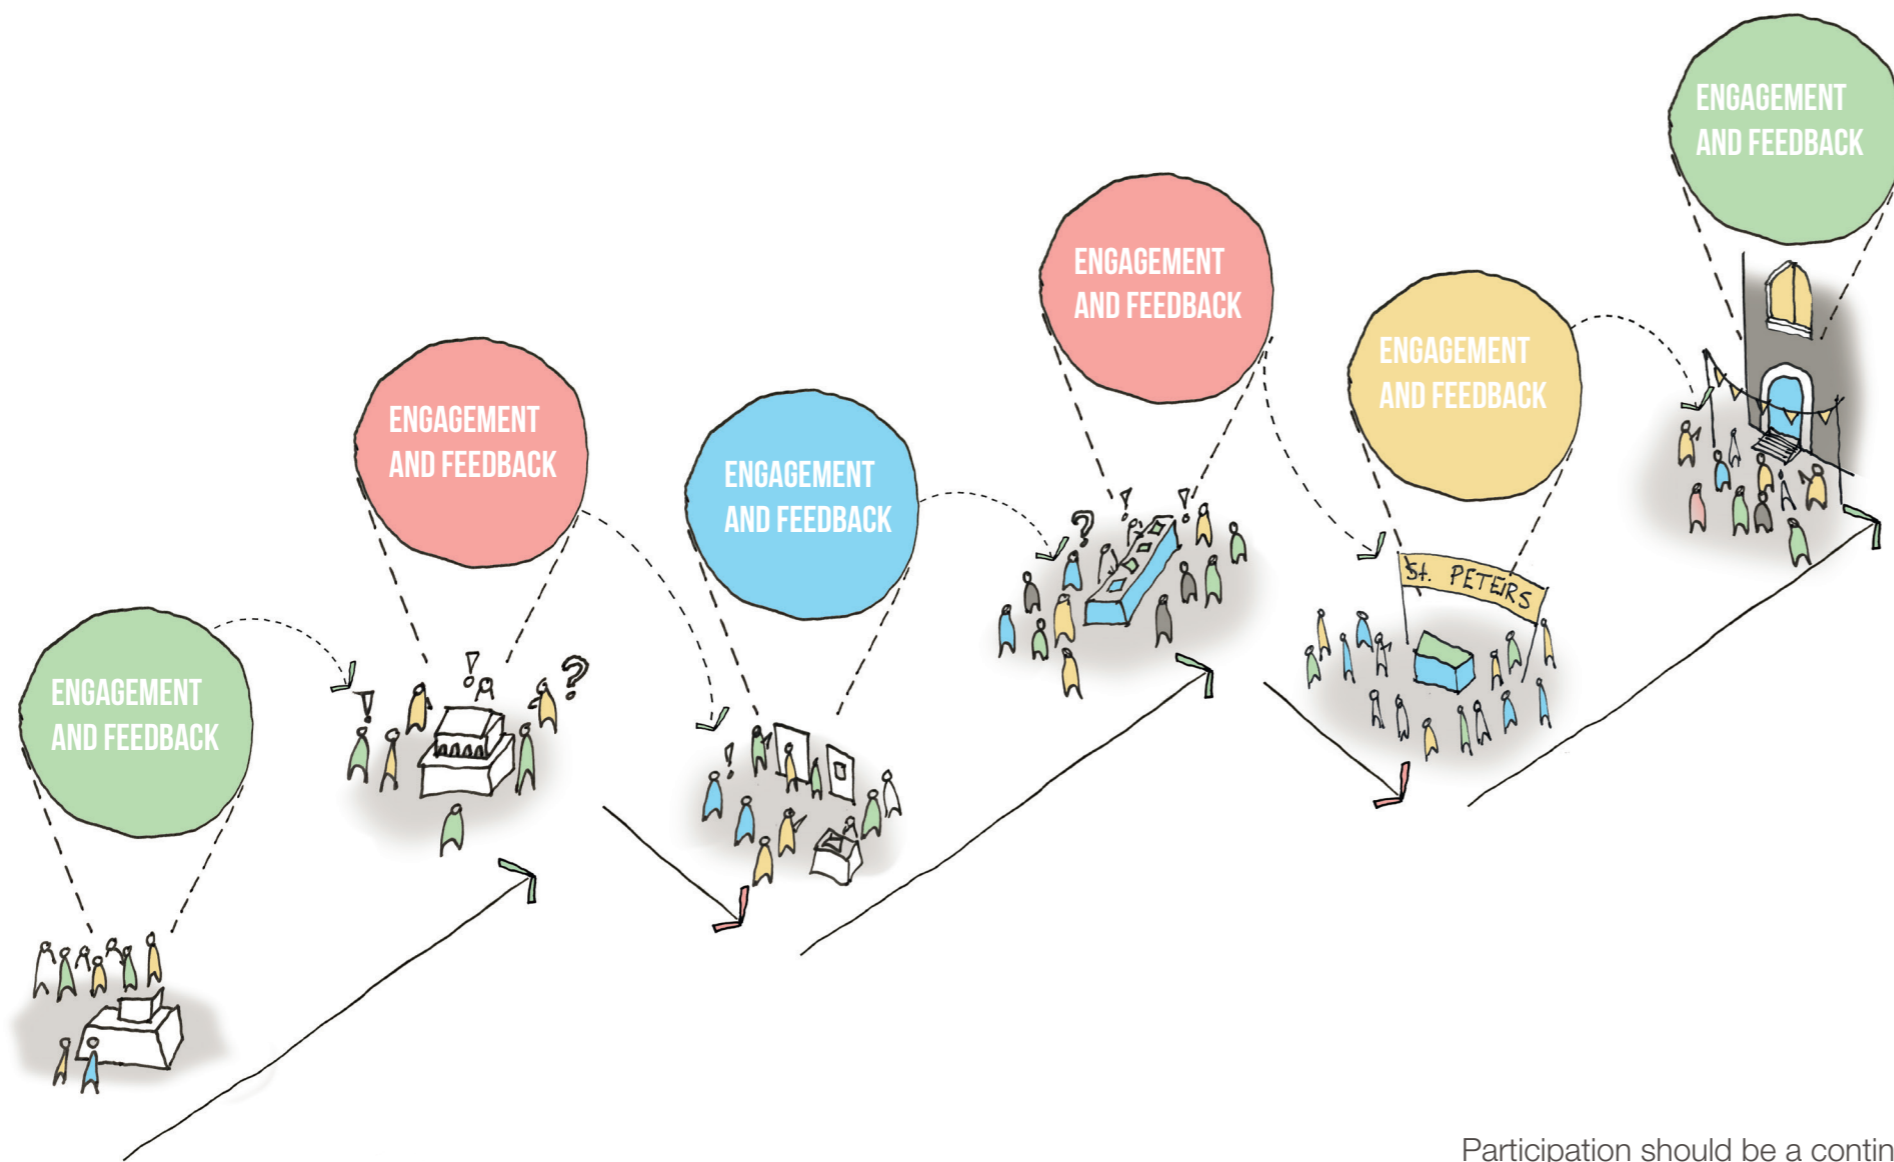 ENGAGEMENT
AND FEEDBACK
ENGAGEMENT
AND FEEDBACK
ENGAGEMENT
AND FEEDBACK
ENGAGEMENT
AND FEEDBACK
ENGAGEMENT
AND FEEDBACK
ENGAGEMENT
AND FEEDBACK
! ! ?
!
? ! !
St. PETERS
Participation should be a contin